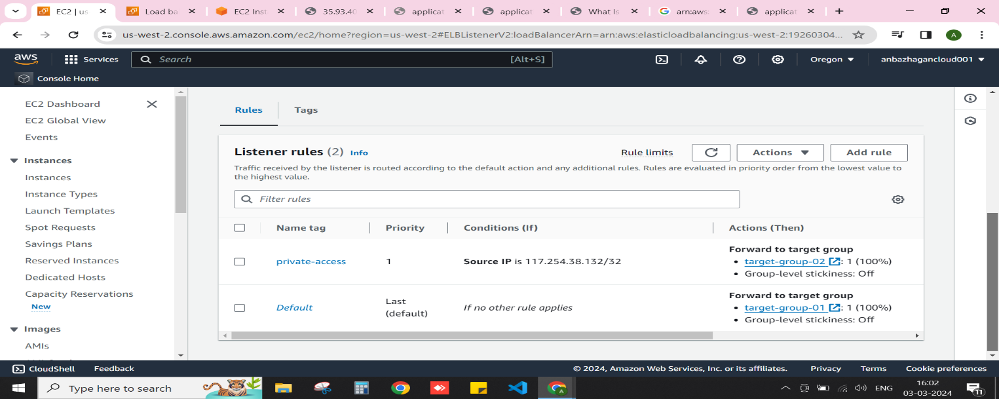 EC2 | us
Load ba
EC2 Inst
35.93.40
applicat
applicat
What Is
arn:aws:
applicat
us-west-2.console.aws.amazon.com/ec2/home?region=us-west-2#ELBListenerV2:loadBalancerArn=arn:aws:elasticloadbalancing:us-west-2:19260304...
A
aws
Services
Search
[Alt+S]
Oregon
anbazhagancloud001
Console Home
EC2 Dashboard
EC2 Global View
Events
Instances
Instances
Instance Types
Launch Templates
Spot Requests
Savings Plans
Reserved Instances
Dedicated Hosts
Capacity Reservations
New
Images
AMIs
Rules
Tags
Listener rules (2) Info
Rule limits
Actions
Add rule
Traffic received by the listener is routed according to the default action and any additional rules. Rules are evaluated in priority order from the lowest value to
the highest value.
Filter rules
Name tag
Priority
Conditions (If)
Actions (Then)
private-access
1
Source IP is 117.254.38.132/32
Forward to target group
• target-group-02: 1 (100%)
• Group-level stickiness: Off
Default
Last
(default)
If no other rule applies
Forward to target group
• target-group-01: 1 (100%)
• Group-level stickiness: Off
CloudShell
Feedback
© 2024, Amazon Web Services, Inc. or its affiliates.
Privacy
Terms
Cookie preferences
Type here to search
A
ENG
16:02
03-03-2024
11